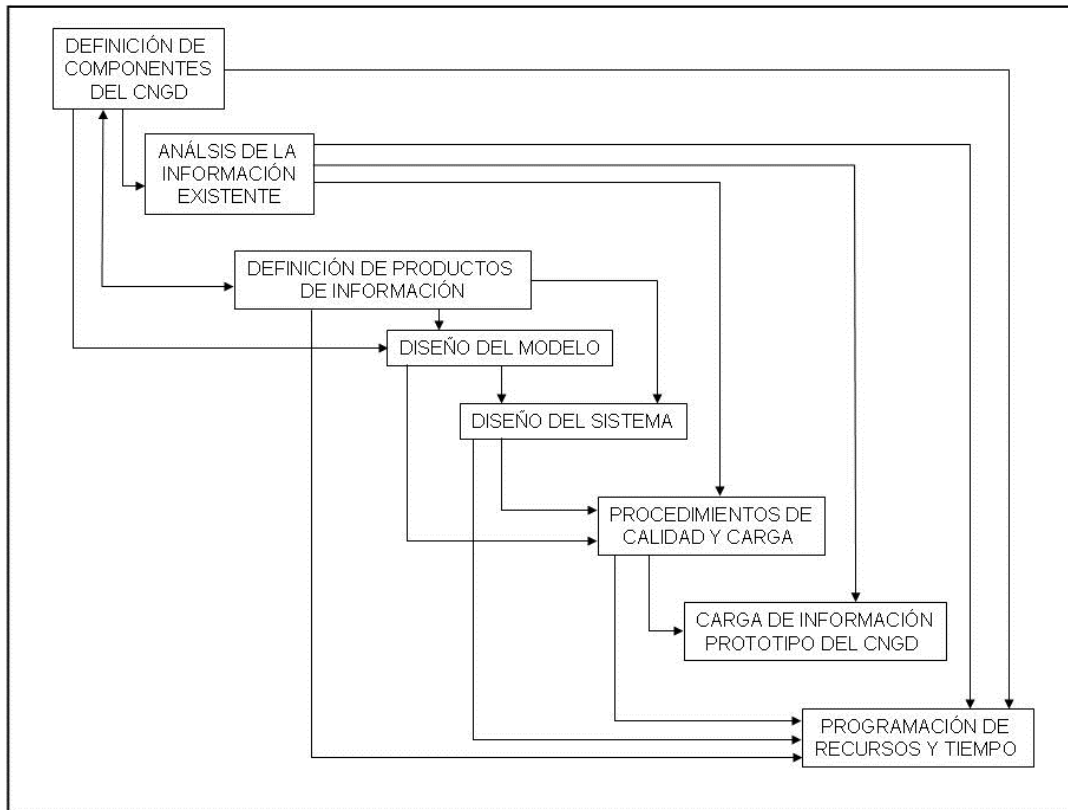 DEFINICIÓN DE
COMPONENTES
DEL CNGD
ANÁLSIS DE LA
INFORMACIÓN
EXISTENTE
DEFINICIÓN DE PRODUCTOS
DE INFORMACIÓN
DISEÑO DEL MODELO
DISEÑO DEL SISTEMA
PROCEDIMIENTOS DE
CALIDAD Y CARGA
CARGA DE INFORMACIÓN
PROTOTIPO DEL CNGD
PROGRAMACIÓN DE
RECURSOS Y TIEMPO